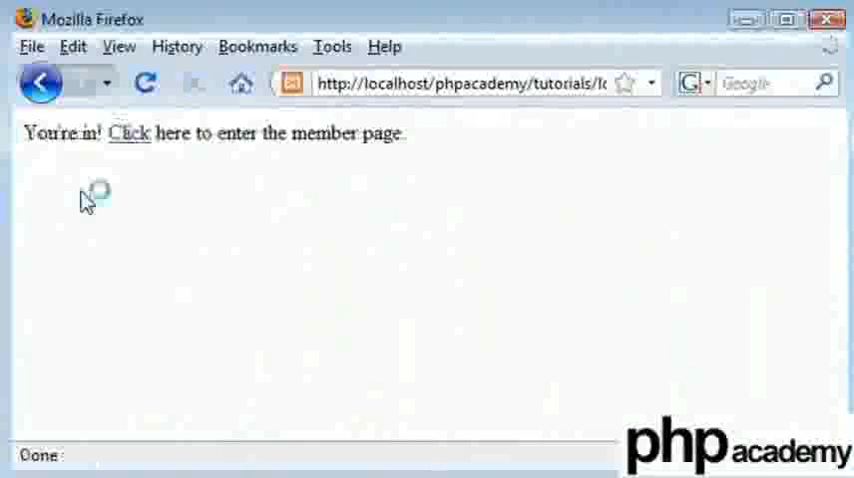 Mozilla Firefox
File Edit View History Bookmarks Tools Help
http://localhost/phpacademy/tutorials/lo
Google
You're in! Click here to enter the member page.
Done
php academy